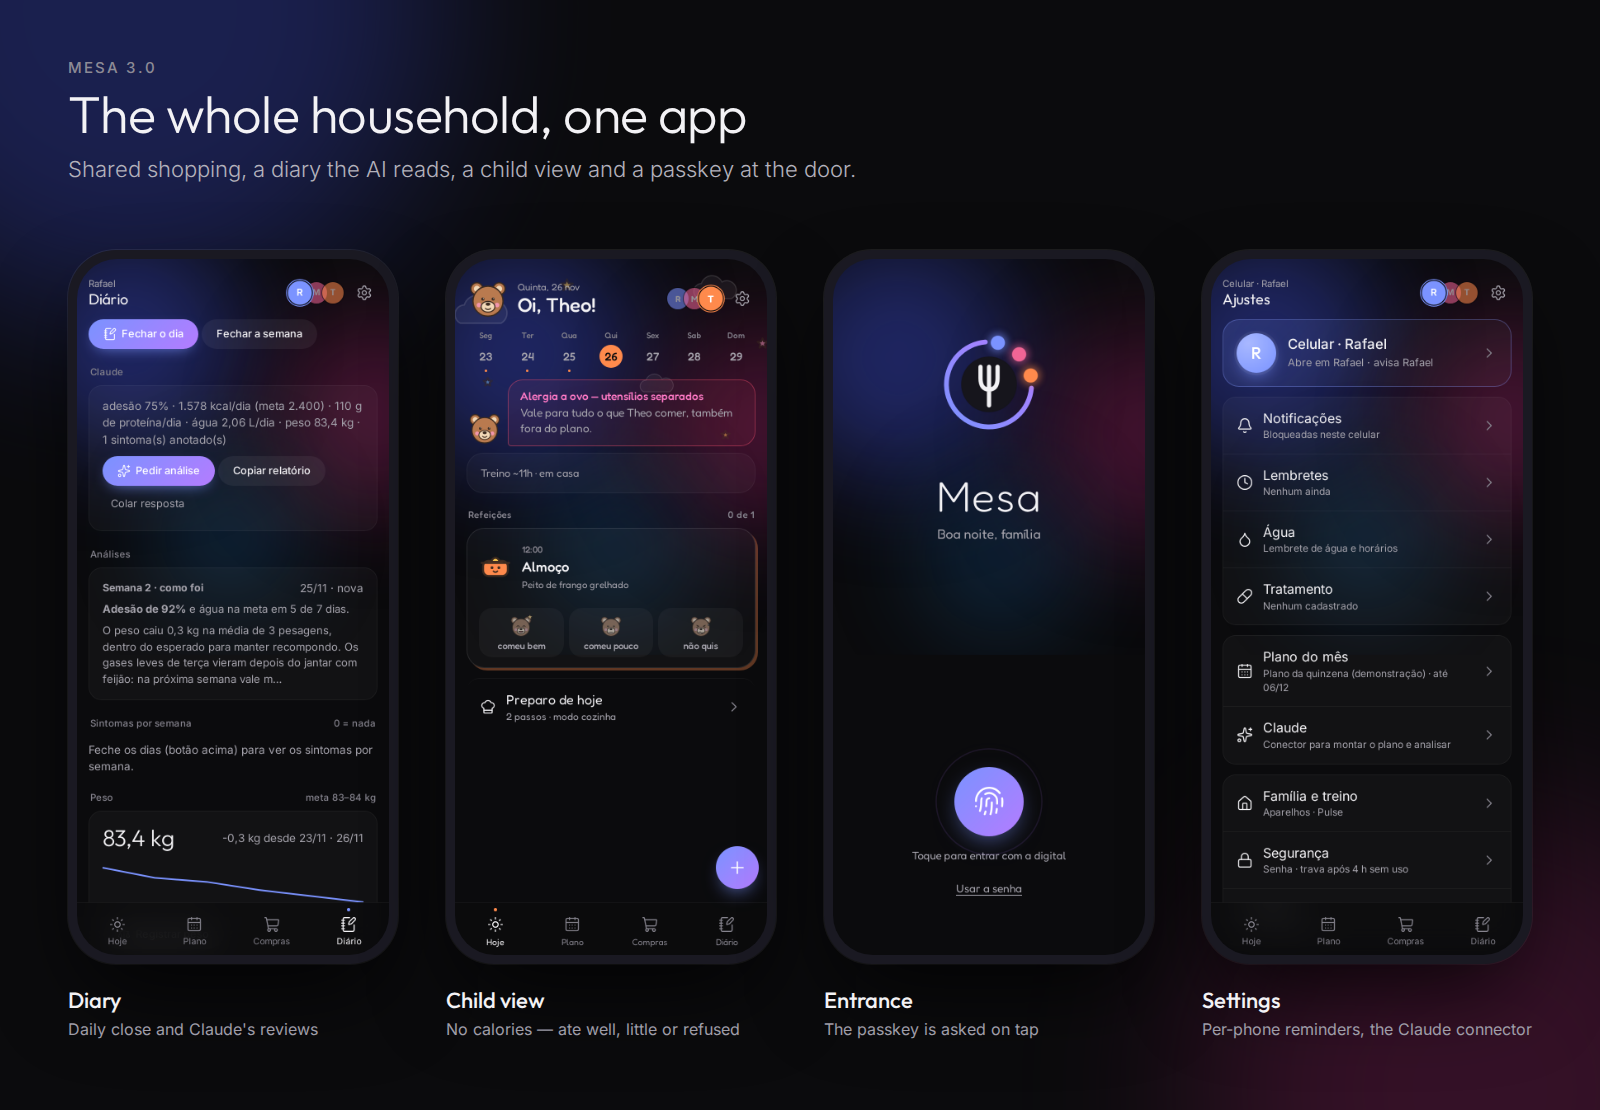 MESA 3.0
The whole household, one app
Shared shopping, a diary the AI reads, a child view and a passkey at the door.
Rafael
Diário
R M T
Fechar o dia
Fechar a semana
Claude
adesão 75% · 1.578 kcal/dia (meta 2.400) · 110 g
de proteína/dia · água 2,06 L/dia · peso 83,4 kg ·
1 sintoma(s) anotado(s)
Pedir análise
Copiar relatório
Colar resposta
Análises
Semana 2 · como foi
25/11 · nova
Adesão de 92% e água na meta em 5 de 7 dias.
O peso caiu 0,3 kg na média de 3 pesagens,
dentro do esperado para manter recompondo. Os
gases leves de terça vieram depois do jantar com
feijão: na próxima semana vale m...
Sintomas por semana
0 = nada
Feche os dias (botão acima) para ver os sintomas por
semana.
Peso
meta 83–84 kg
83,4 kg
-0,3 kg desde 23/11 · 26/11
Hoje
Plano
Compras
Diário
Diary
Daily close and Claude's reviews
Quinta, 26 nov
Oi, Theo!
R M T
Seg Ter Qua Qui Sex Sab Dom
23 24 25 26 27 28 29
Alergia a ovo — utensílios separados
Vale para tudo o que Theo comer, também
fora do plano.
Treino ~11h · em casa
Refeições
0 de 1
12:00
Almoço
Peito de frango grelhado
comeu bem
comeu pouco
não quis
Preparo de hoje
2 passos · modo cozinha
Hoje
Plano
Compras
Diário
Child view
No calories — ate well, little or refused
Mesa
Boa noite, família
Toque para entrar com a digital
Usar a senha
Entrance
The passkey is asked on tap
Celular · Rafael
Ajustes
R M T
R
Celular · Rafael
Abre em Rafael · avisa Rafael
Notificações
Bloqueadas neste celular
Lembretes
Nenhum ainda
Água
Lembrete de água e horários
Tratamento
Nenhum cadastrado
Plano do mês
Plano da quinzena (demonstração) · até
06/12
Claude
Conector para montar o plano e analisar
Família e treino
Aparelhos · Pulse
Segurança
Senha · trava após 4 h sem uso
Hoje
Plano
Compras
Diário
Settings
Per-phone reminders, the Claude connector